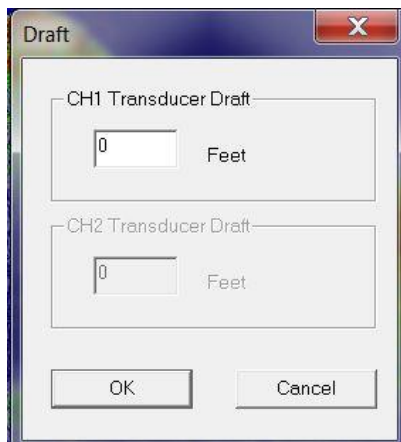 Draft
CH1 Transducer Draft
0 Feet
CH2 Transducer Draft
0 Feet
OK Cancel